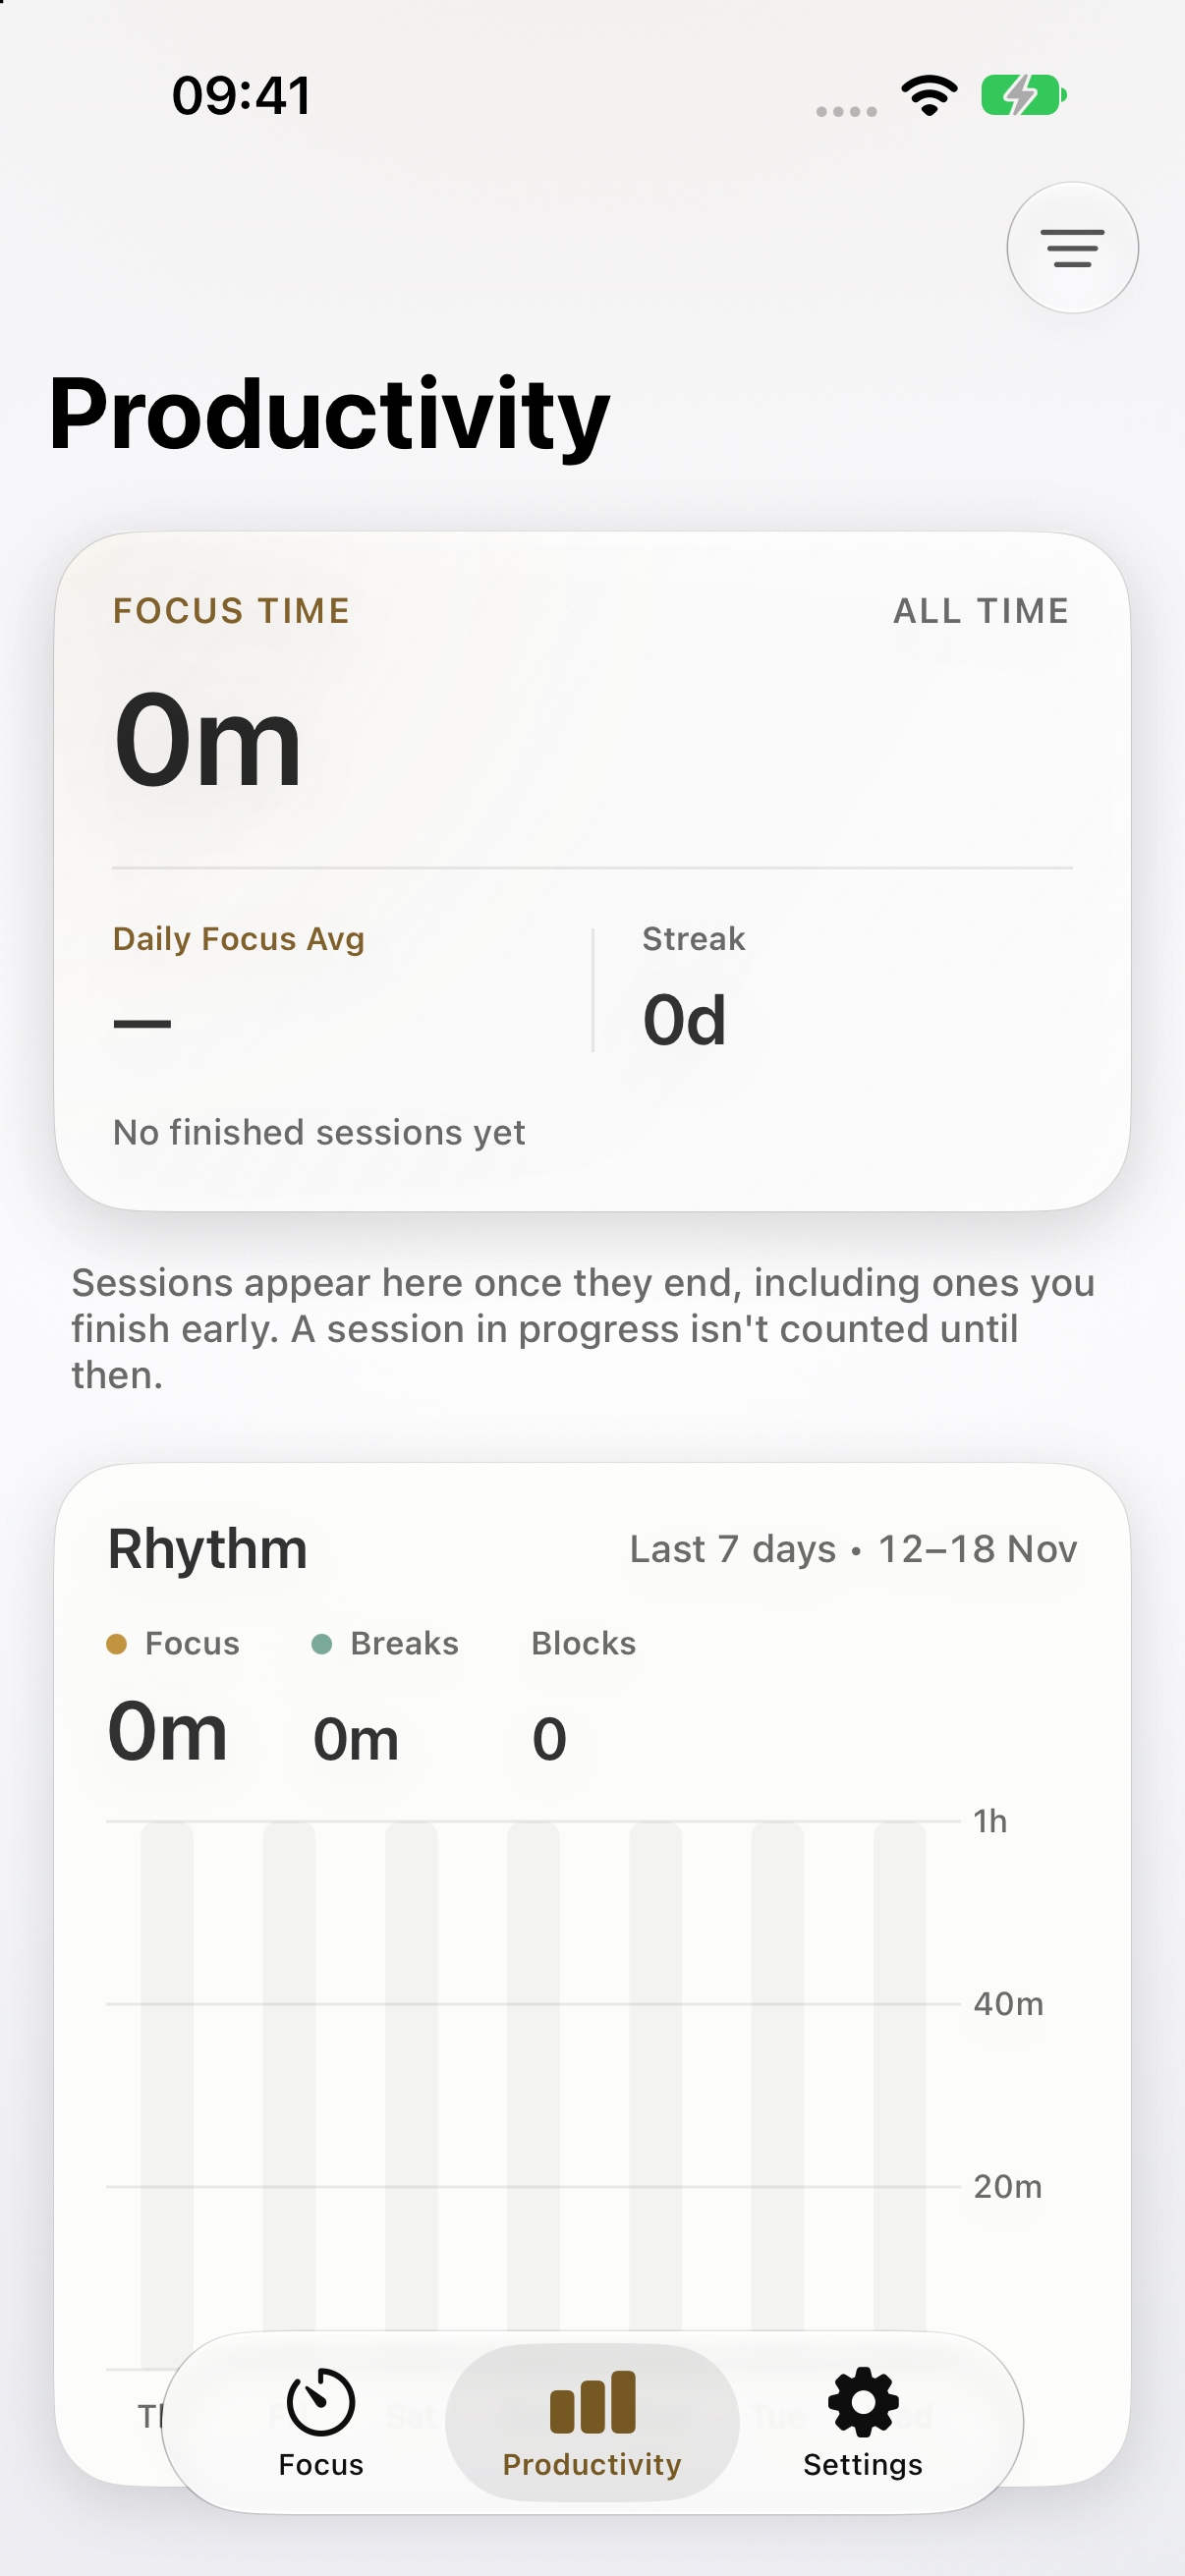 09:41
Productivity
FOCUS TIME
ALL TIME
0m
Daily Focus Avg
Streak
—
0d
No finished sessions yet
Sessions appear here once they end, including ones you
finish early. A session in progress isn't counted until
then.
Rhythm
Last 7 days • 12–18 Nov
Focus
Breaks
Blocks
0m
0m
0
1h
40m
20m
Sat
Tue
Focus
Productivity
Settings